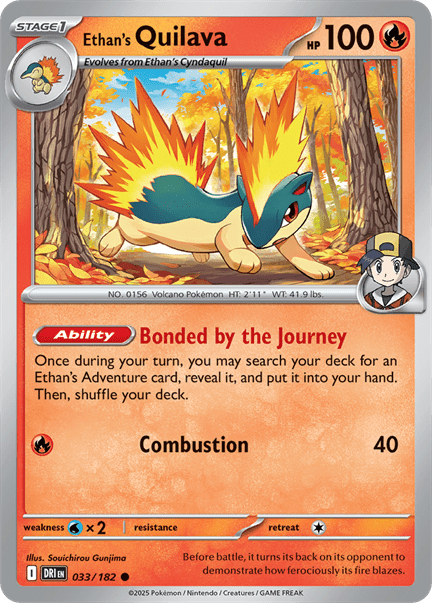 STAGE1
Ethan's Quilava HP 100
Evolves from Ethan's Cyndaquil
NO. 0156 Volcano Pokémon HT: 2'11" WT: 41.9 lbs.
Ability Bonded by the Journey
Once during your turn, you may search your deck for an
Ethan's Adventure card, reveal it, and put it into your hand.
Then, shuffle your deck.
Combustion 40
weakness ×2 resistance retreat
Illus. Souichirou Gunjima
I DRI EN 033/182
Before battle, it turns its back on its opponent to
demonstrate how ferociously its fire blazes.
©2025 Pokémon / Nintendo / Creatures / GAME FREAK